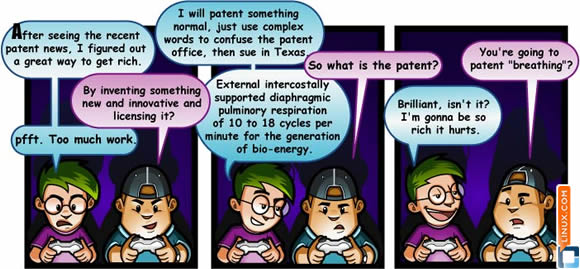 After seeing the recent
patent news, I figured out
a great way to get rich.
By inventing something
new and innovative and
licensing it?
pfft. Too much work.
I will patent something
normal, just use complex
words to confuse the patent
office, then sue in Texas.
So what is the patent?
External intercostally
supported diaphragmic
pulminory respiration
of 10 to 18 cycles per
minute for the generation
of bio-energy.
You're going to
patent "breathing"?
Brilliant, isn't it?
I'm gonna be so
rich it hurts.
LINUX.COM